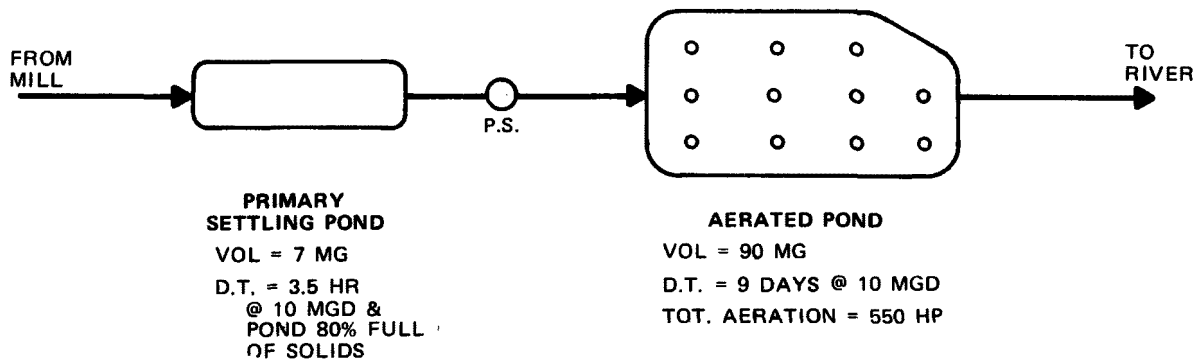 FROM
MILL
P.S.
TO
RIVER
PRIMARY
SETTLING POND
VOL = 7 MG
D.T. = 3.5 HR
@ 10 MGD &
POND 80% FULL
OF SOLIDS
AERATED POND
VOL = 90 MG
D.T. = 9 DAYS @ 10 MGD
TOT. AERATION = 550 HP